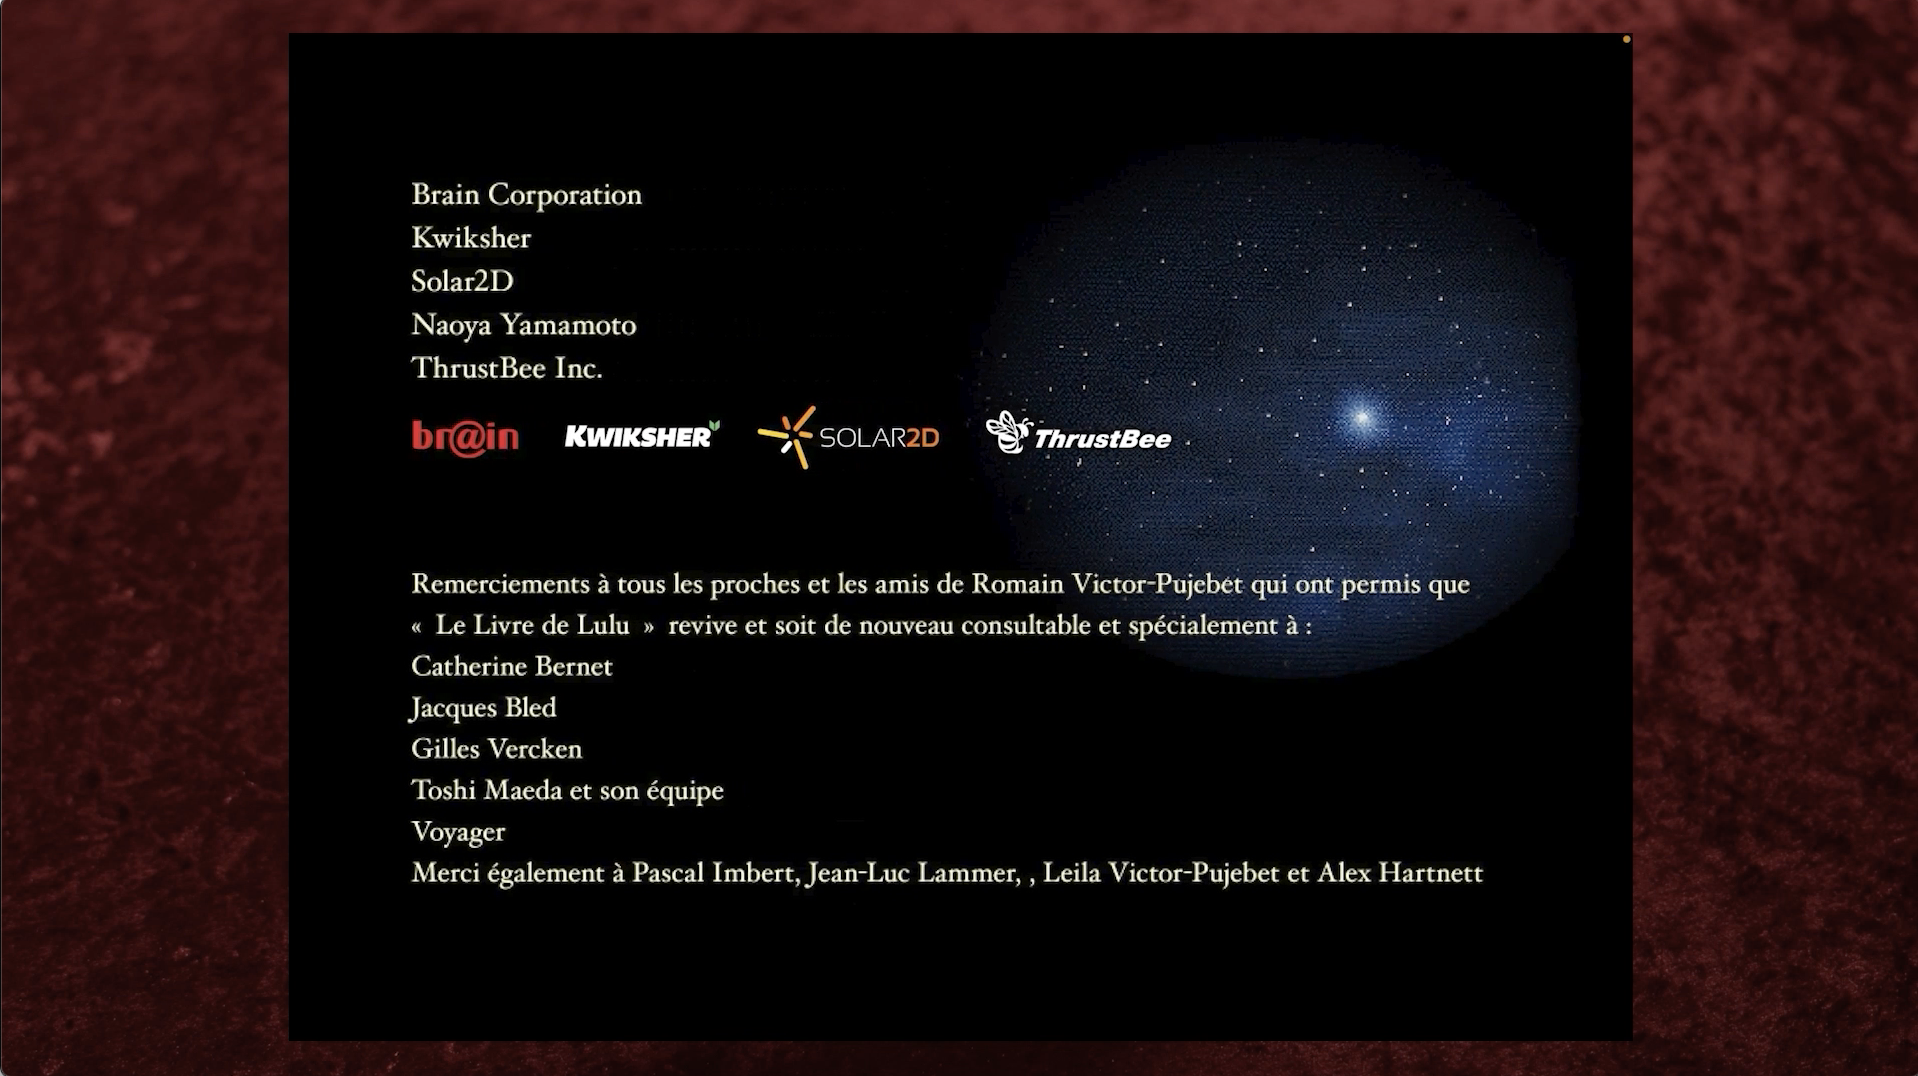 Brain Corporation
Kwiksher
Solar2D
Naoya Yamamoto
ThrustBee Inc.
br@in KWIKSHER SOLAR2D ThrustBee
Remerciements à tous les proches et les amis de Romain Victor-Pujebet qui ont permis que
«  Le Livre de Lulu  »  revive et soit de nouveau consultable et spécialement à :
Catherine Bernet
Jacques Bled
Gilles Vercken
Toshi Maeda et son équipe
Voyager
Merci également à Pascal Imbert, Jean-Luc Lammer, , Leila Victor-Pujebet et Alex Hartnett